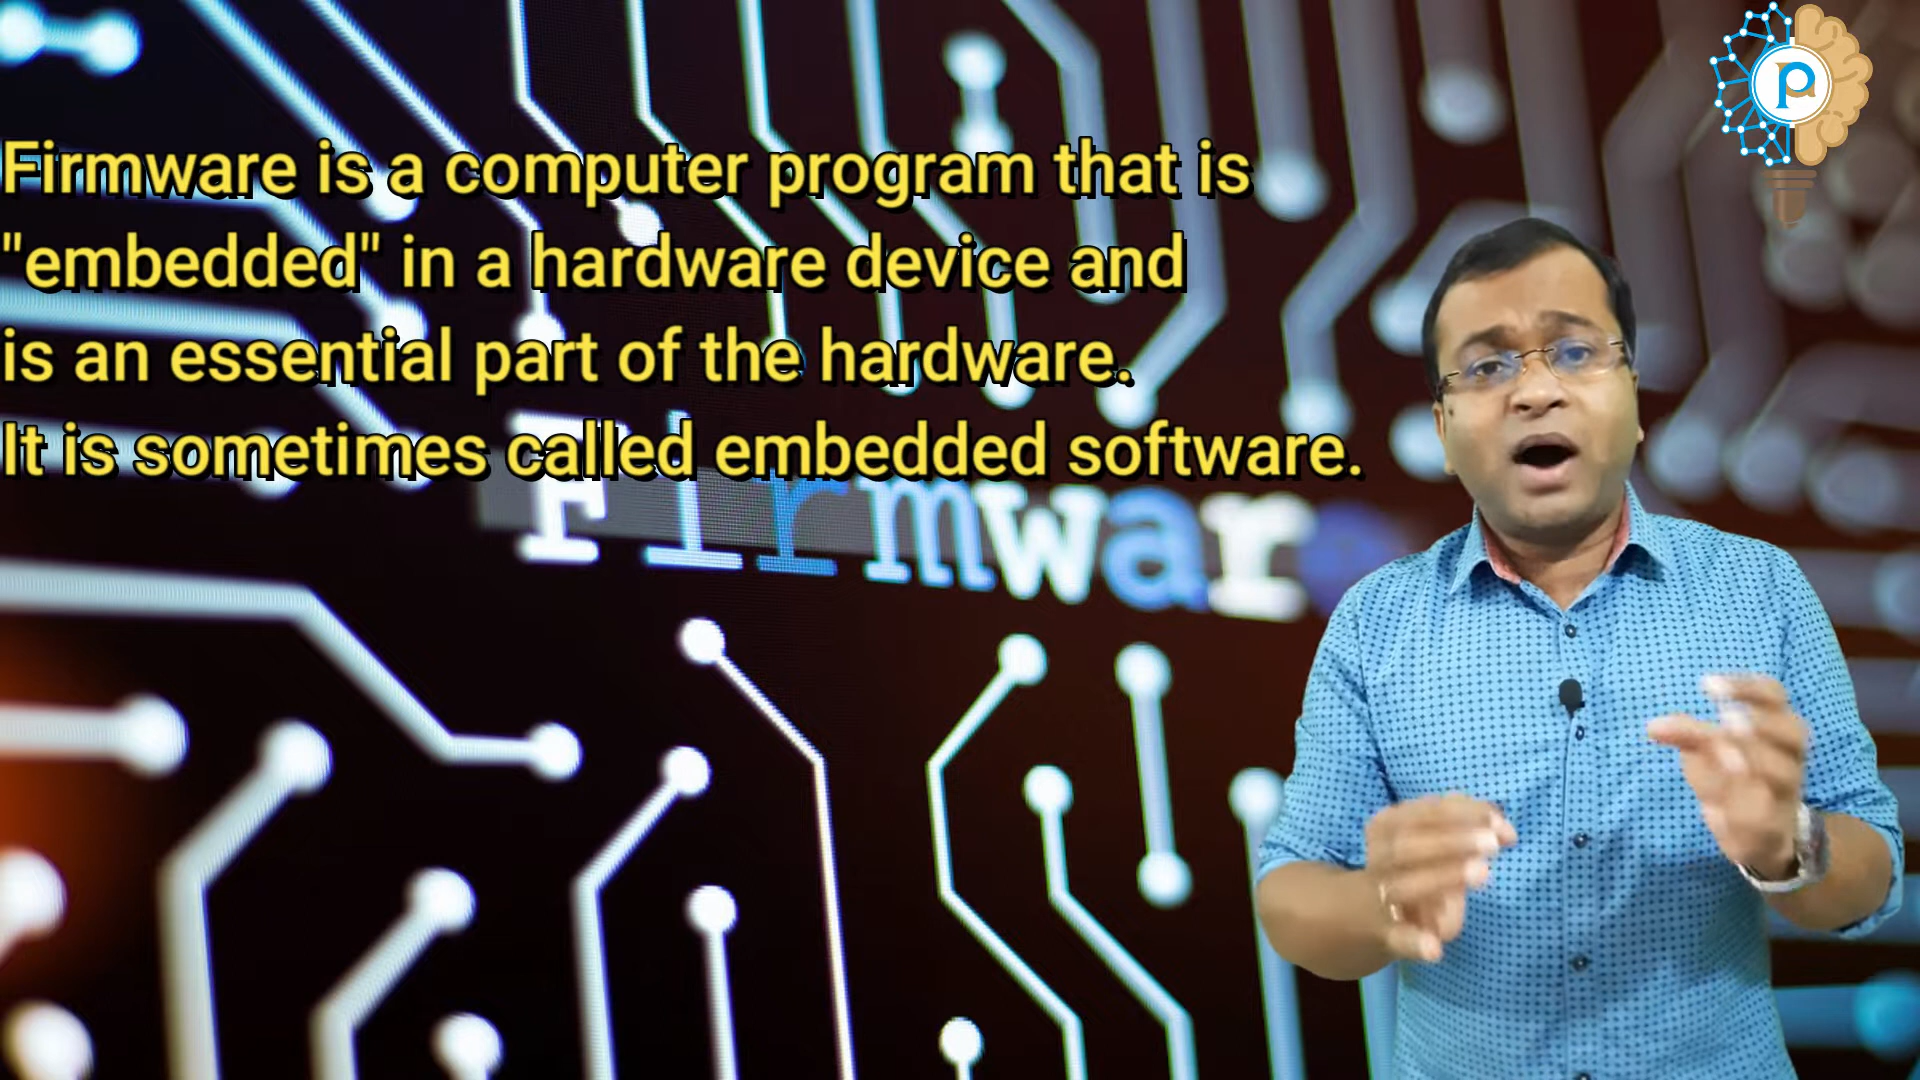 Firmware is a computer program that is
"embedded" in a hardware device and
is an essential part of the hardware.
It is sometimes called embedded software.
Firmware